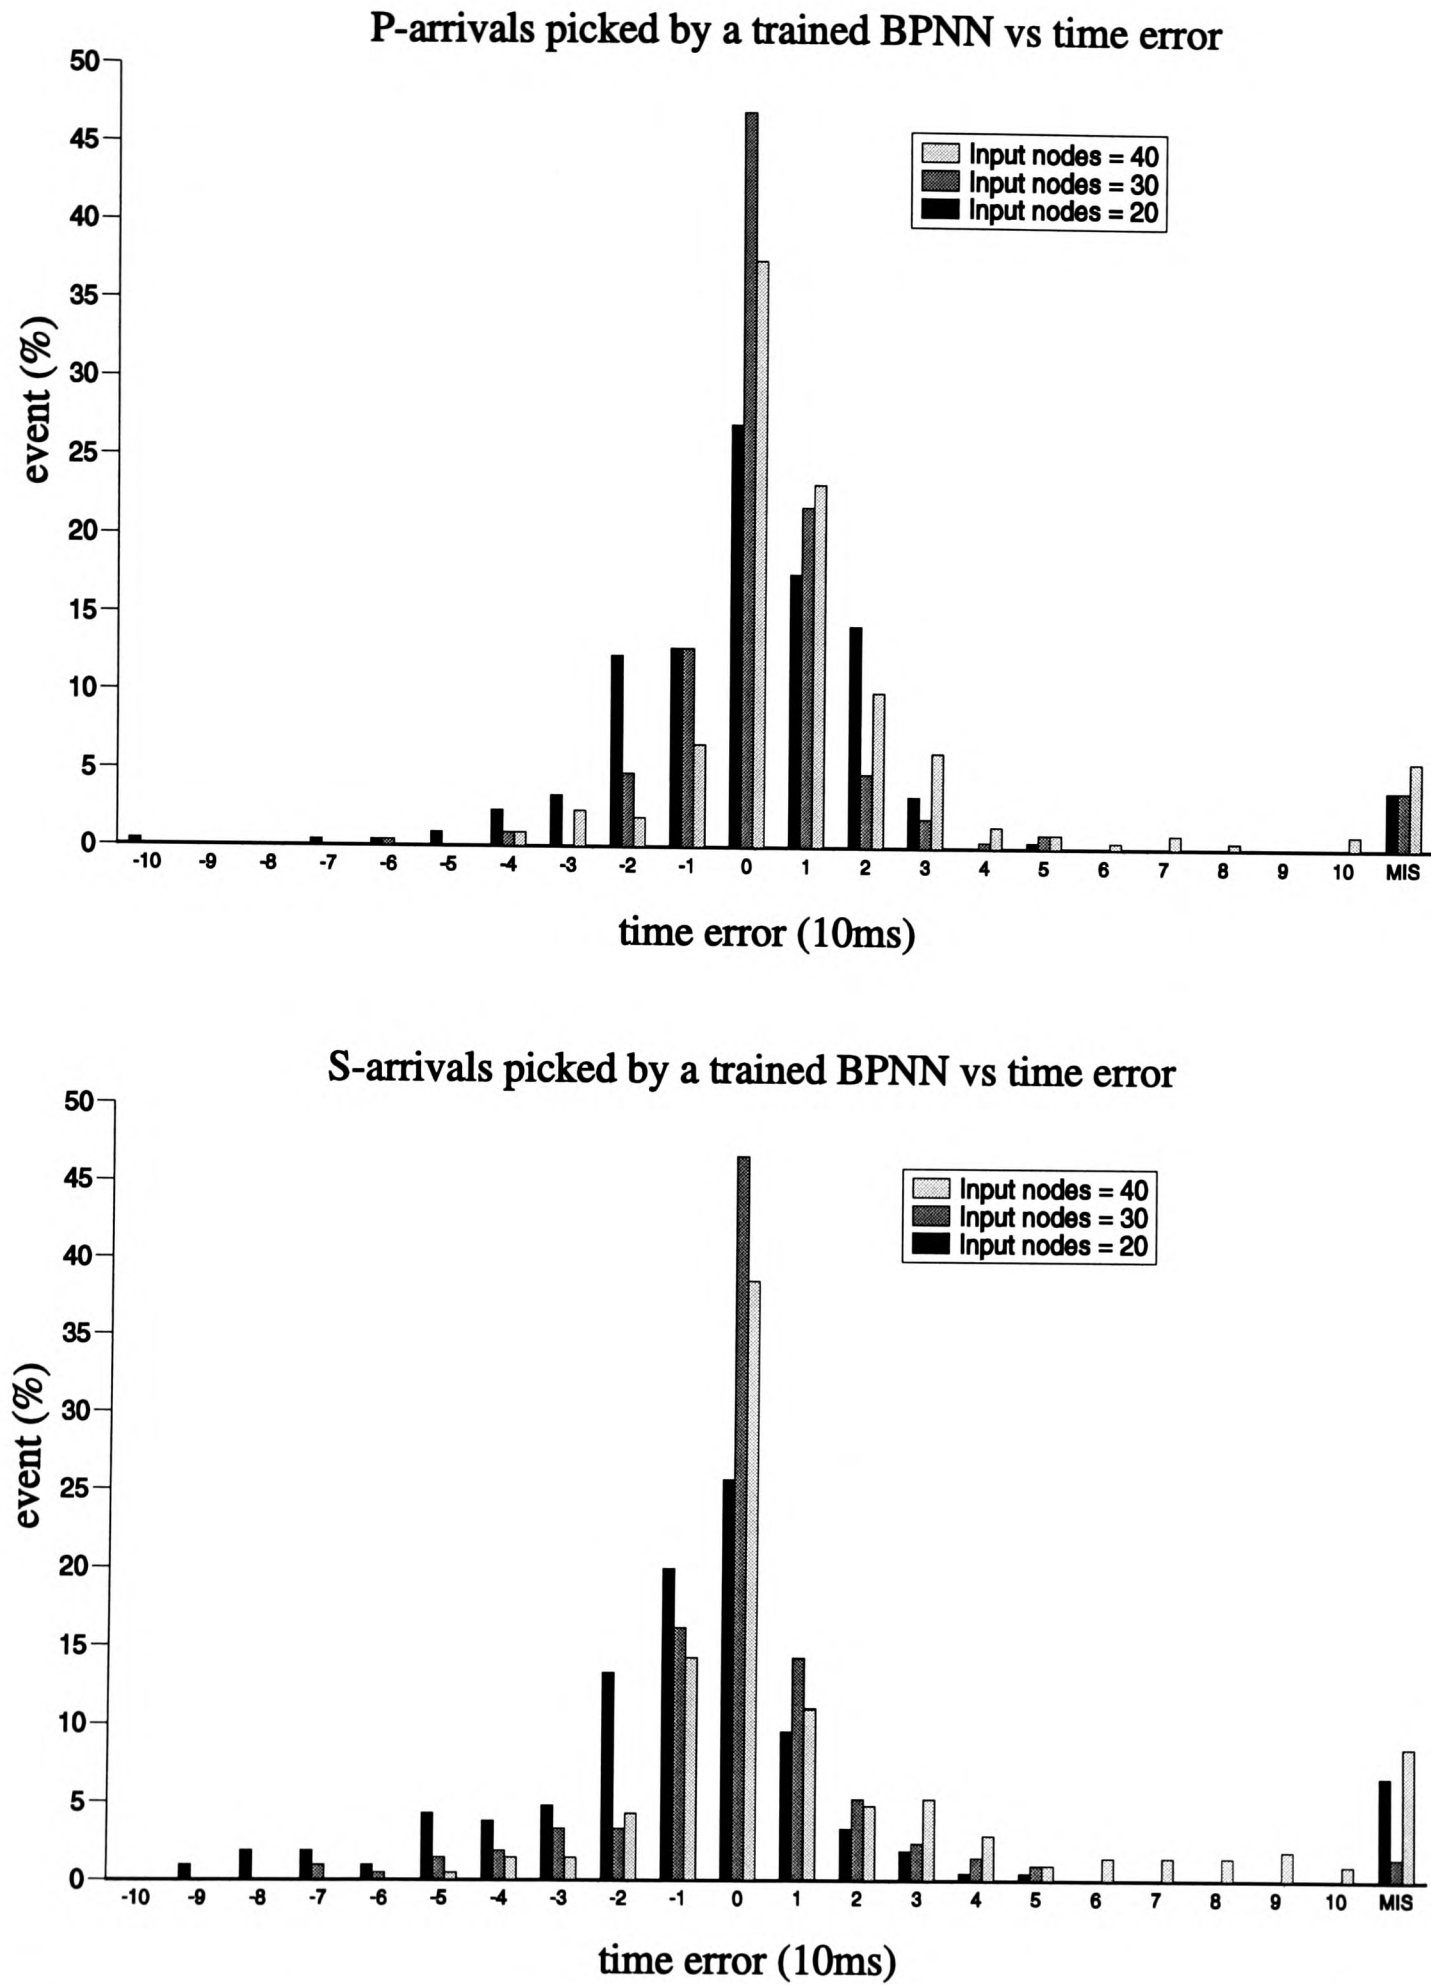 P-arrivals picked by a trained BPNN vs time error
50
45
40
35
30
25
20
15
10
5
0
event (%)
Input nodes = 40
Input nodes = 30
Input nodes = 20
-10 -9 -8 -7 -6 -5 -4 -3 -2 -1 0 1 2 3 4 5 6 7 8 9 10 MIS
time error (10ms)
S-arrivals picked by a trained BPNN vs time error
50
45
40
35
30
25
20
15
10
5
0
event (%)
Input nodes = 40
Input nodes = 30
Input nodes = 20
-10 -9 -8 -7 -6 -5 -4 -3 -2 -1 0 1 2 3 4 5 6 7 8 9 10 MIS
time error (10ms)